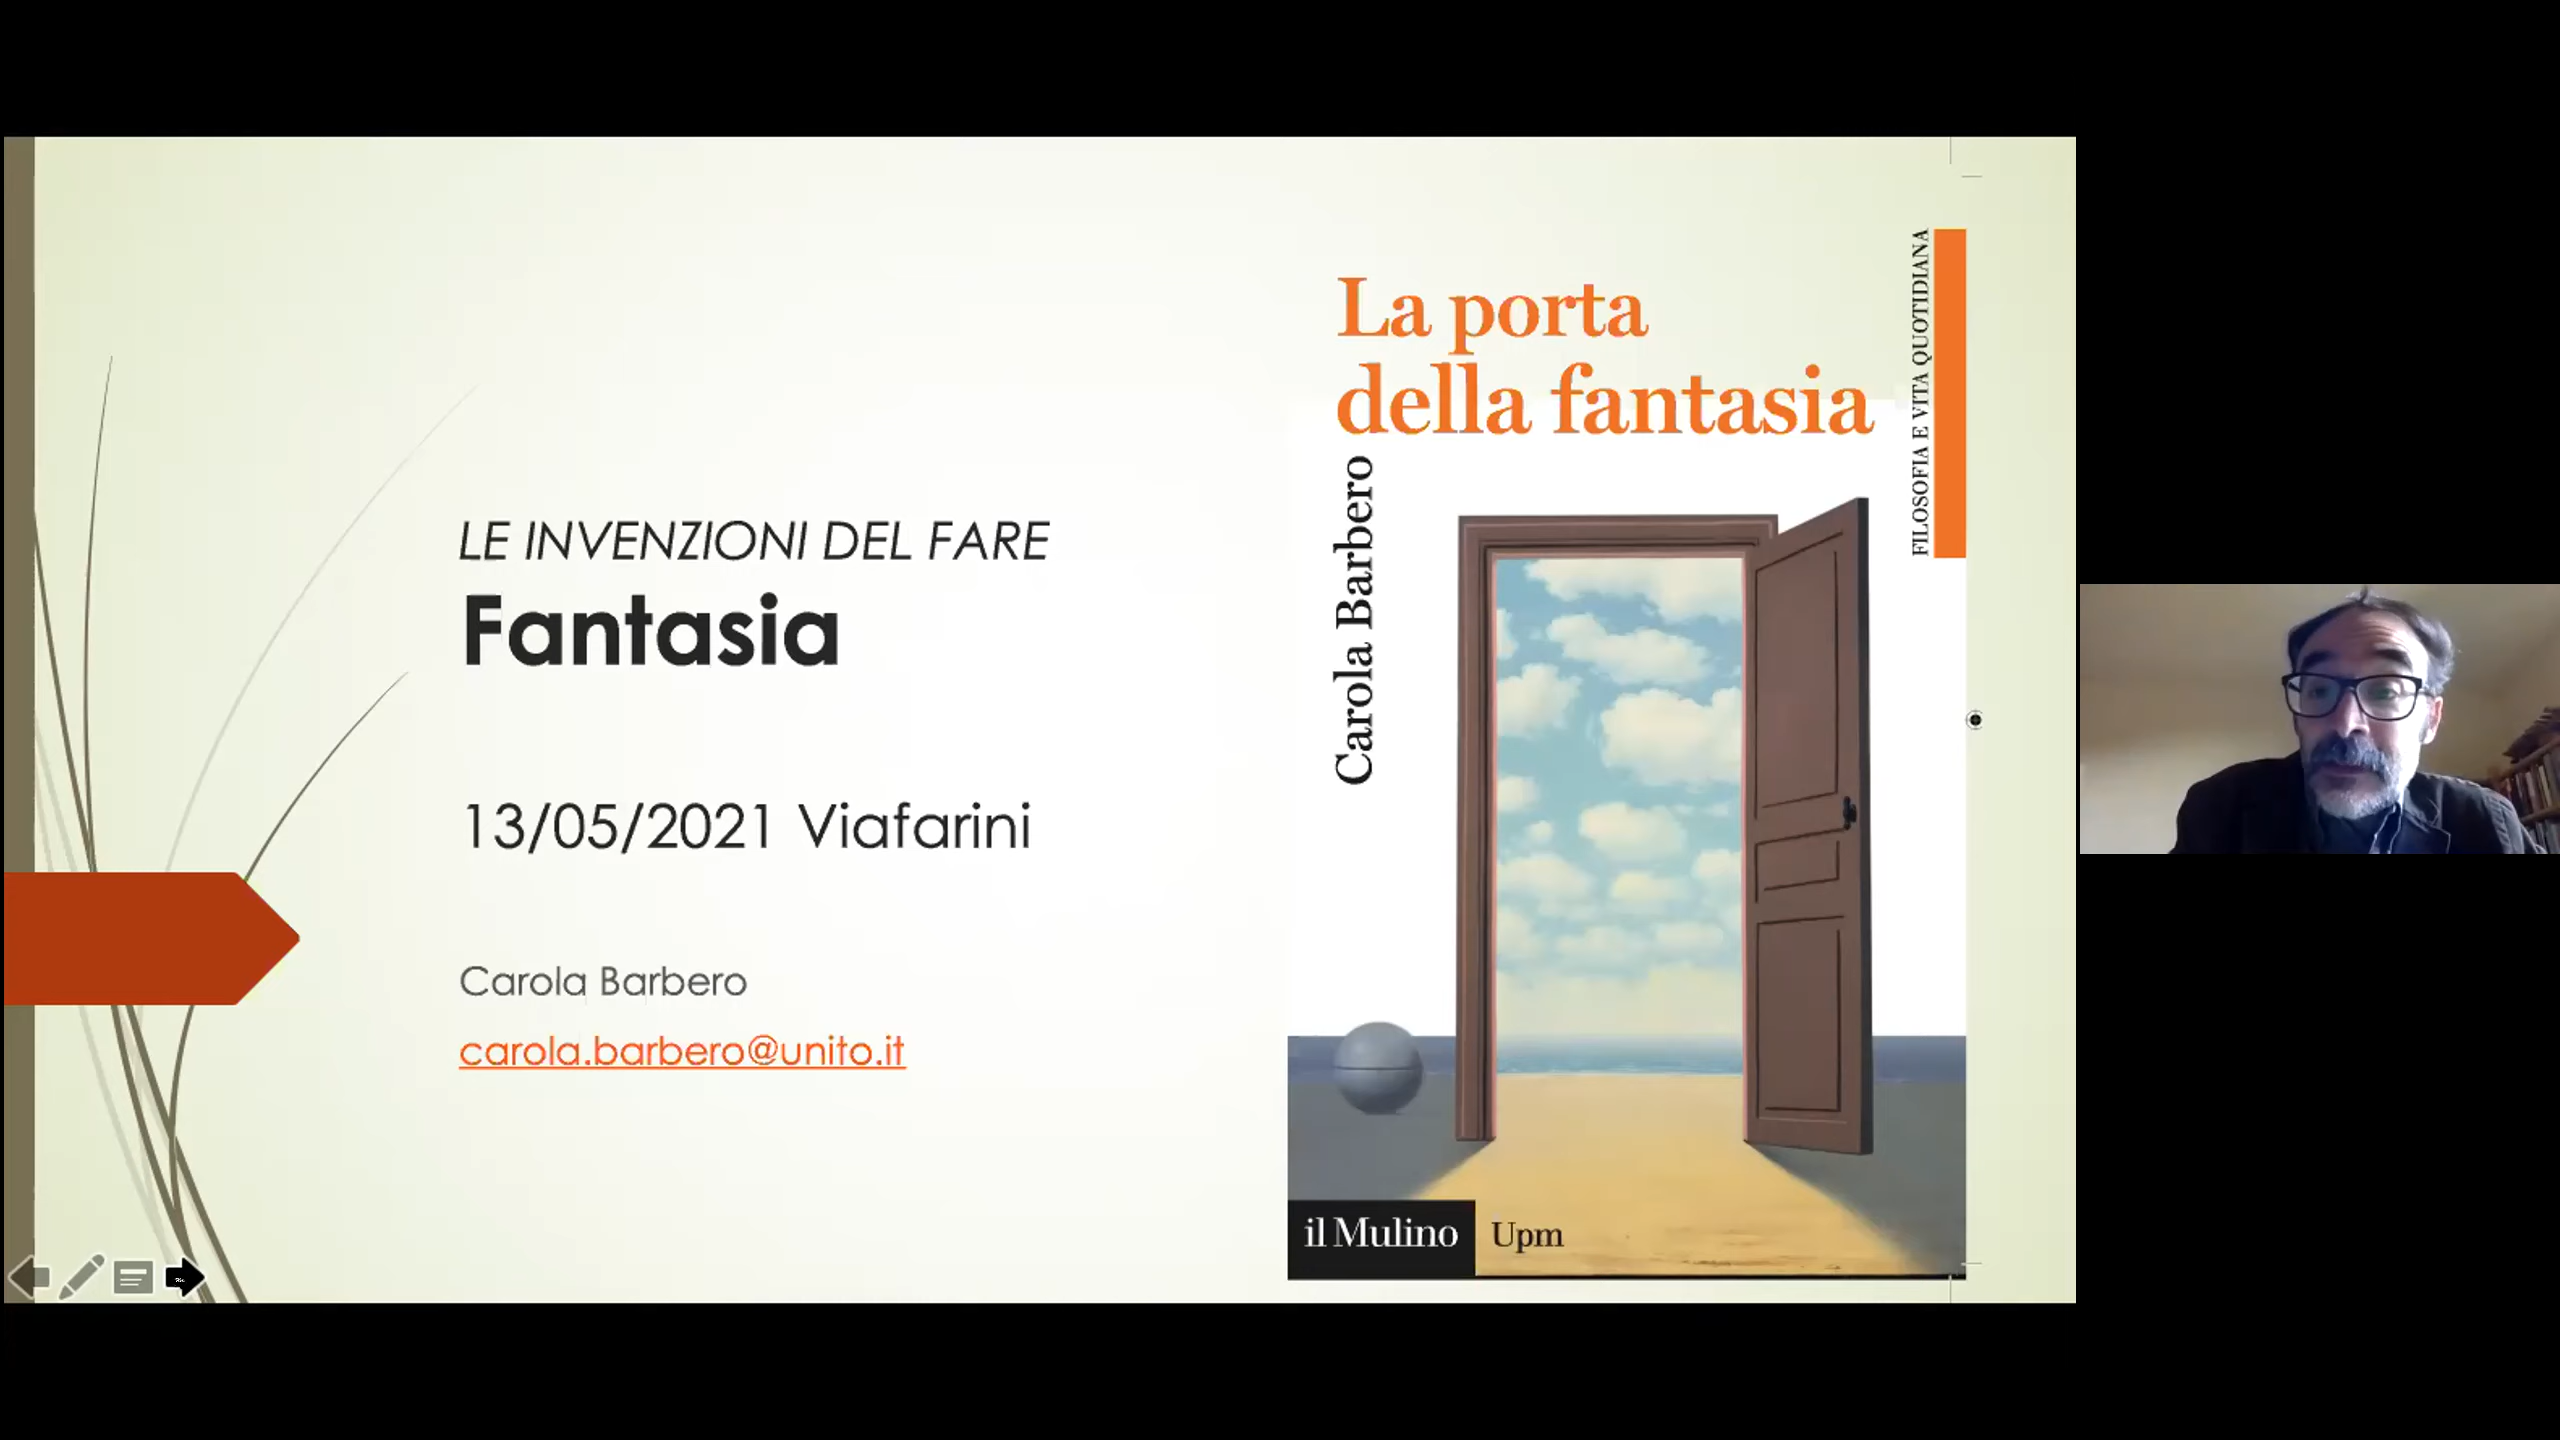 LE INVENZIONI DEL FARE
Fantasia
13/05/2021 Viafarini
Carola Barbero
carola.barbero@unito.it
La porta
della fantasia
Carola Barbero
FILOSOFIA E VITA QUOTIDIANA
il Mulino
Upm